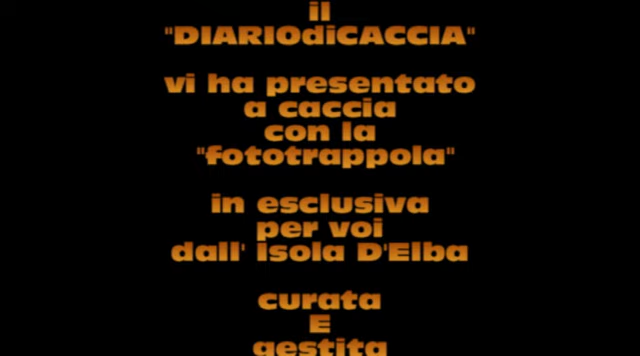 il
"DIARIOdiCACCIA"
vi ha presentato
a caccia
con la
"fototrappola"
in esclusiva
per voi
dall' isola D'Elba
curata
E
gestita